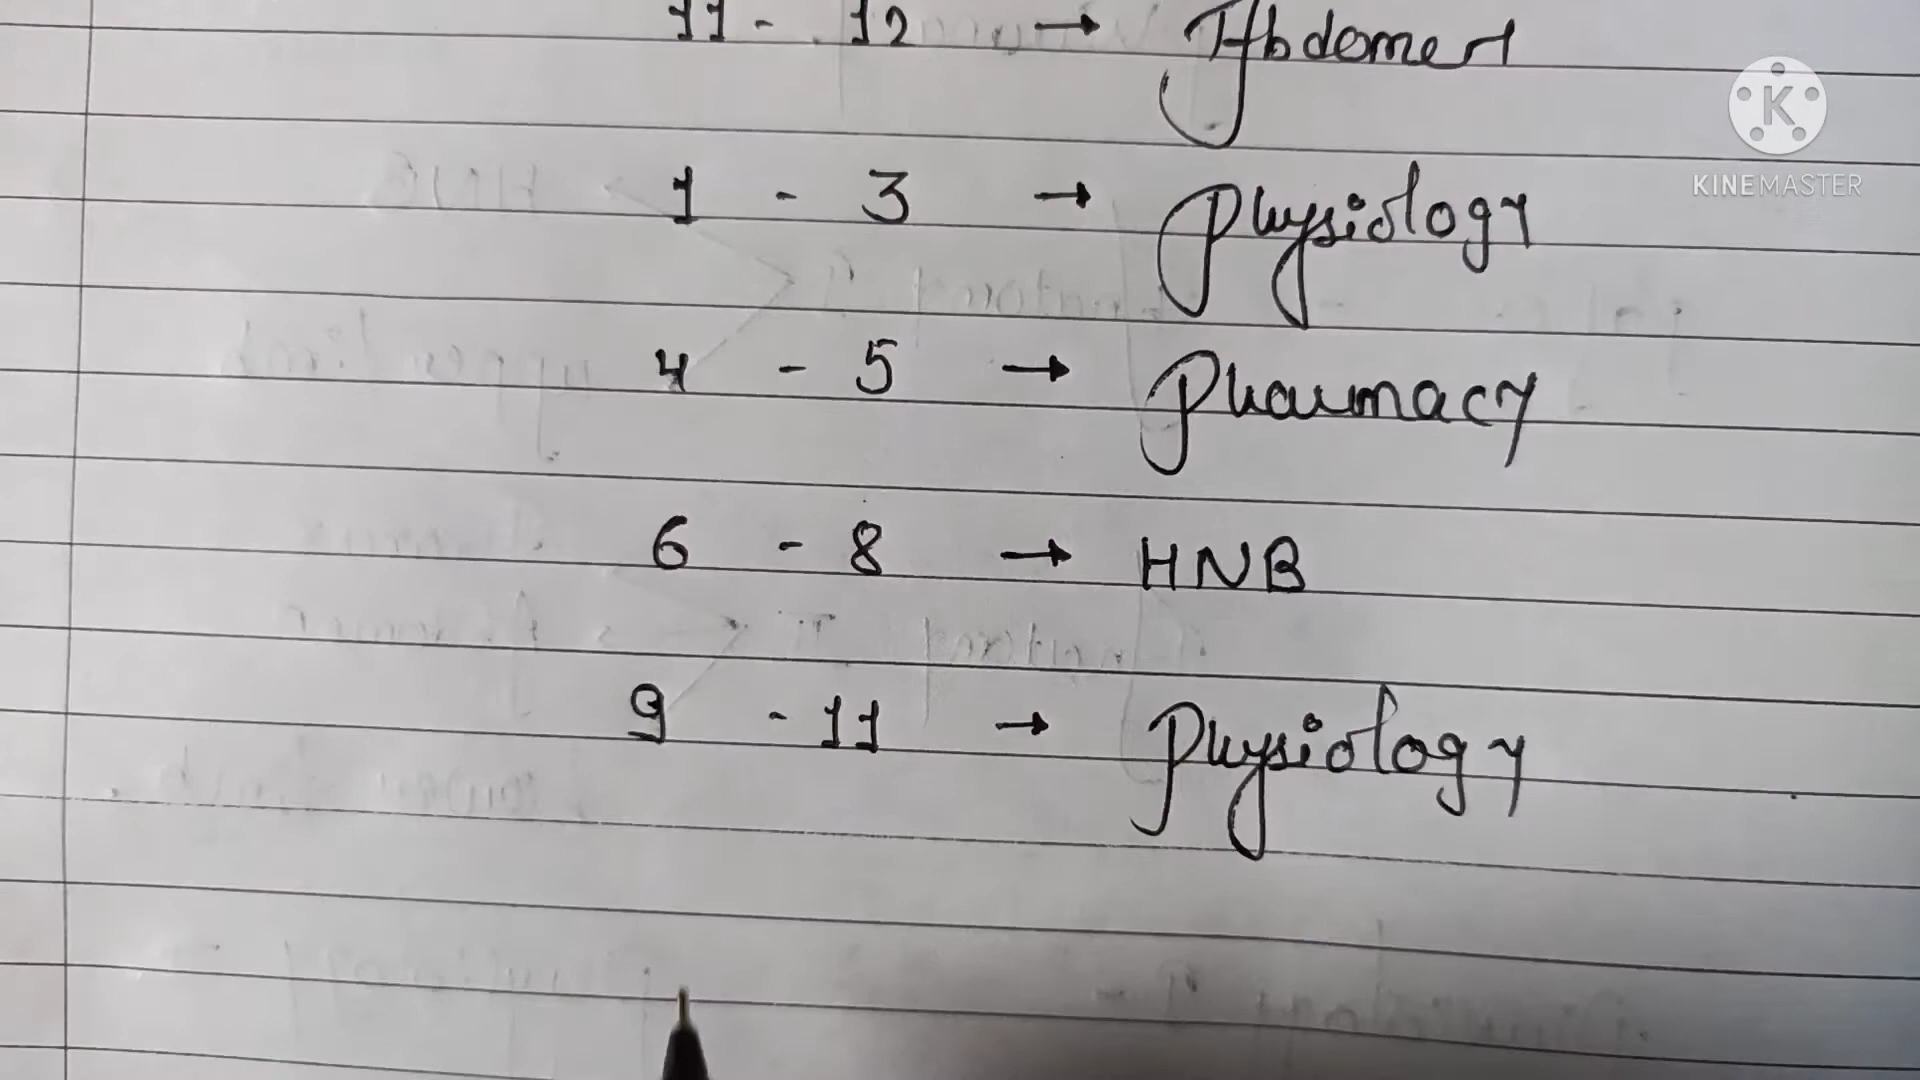 11 - 12 → Abdomen
1 - 3 → Physiology
4 - 5 → Pharmacy
6 - 8 → HNB
9 - 11 → Physiology
K
KINEMASTER